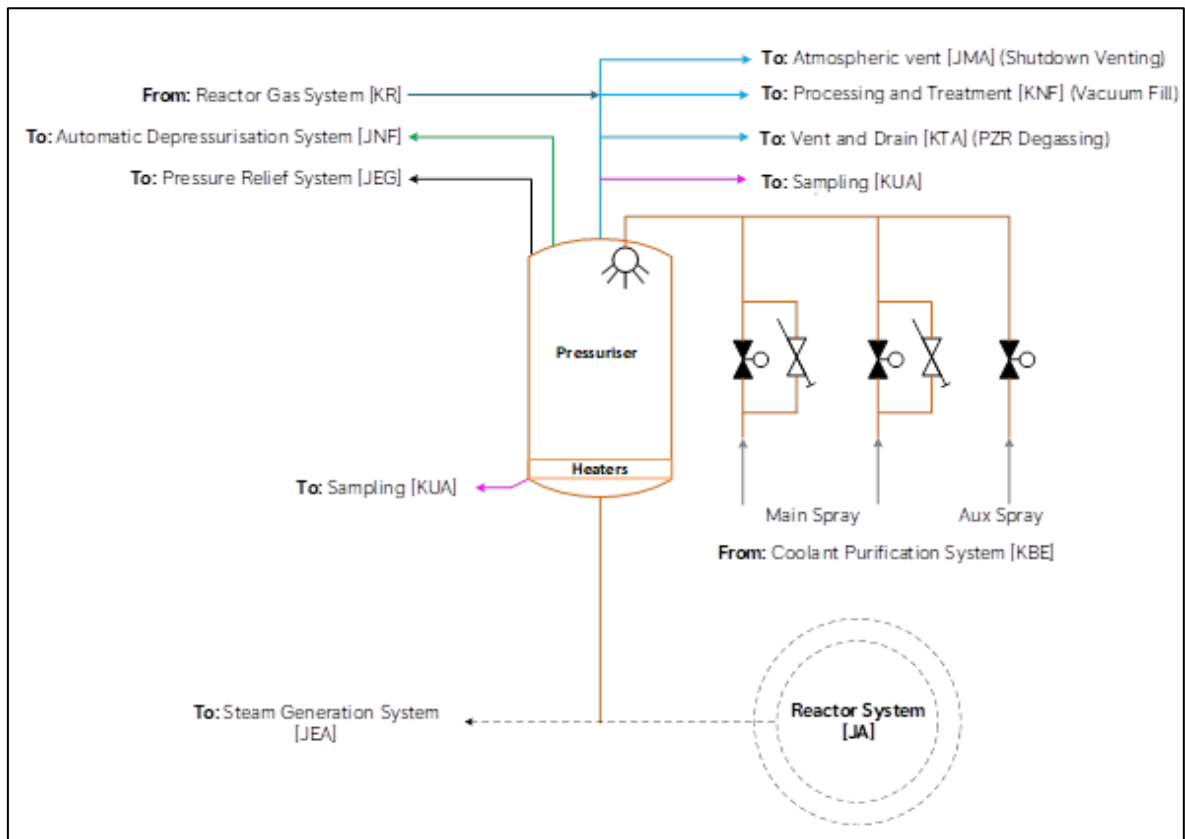 To: Atmospheric vent [JMA] (Shutdown Venting)
From: Reactor Gas System [KR]
To: Processing and Treatment [KNF] (Vacuum Fill)
To: Automatic Depressurisation System [JNF]
To: Vent and Drain [KTA] (PZR Degassing)
To: Pressure Relief System [JEG]
To: Sampling [KUA]
Pressuriser
Heaters
To: Sampling [KUA]
Main Spray
Aux Spray
From: Coolant Purification System [KBE]
To: Steam Generation System
[JEA]
Reactor System
[JA]